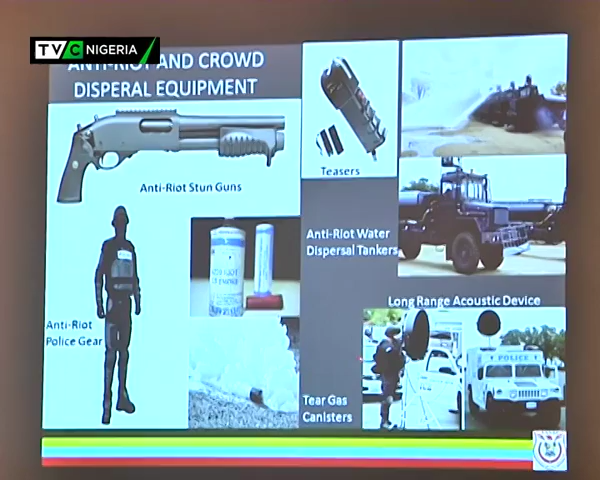 TVC NIGERIA
ANTI-RIOT AND CROWD
DISPERAL EQUIPMENT
Anti-Riot Stun Guns
Teasers
Anti-Riot Water
Dispersal Tankers
Long Range Acoustic Device
Anti-Riot
Police Gear
Tear Gas
Canisters
POLICE